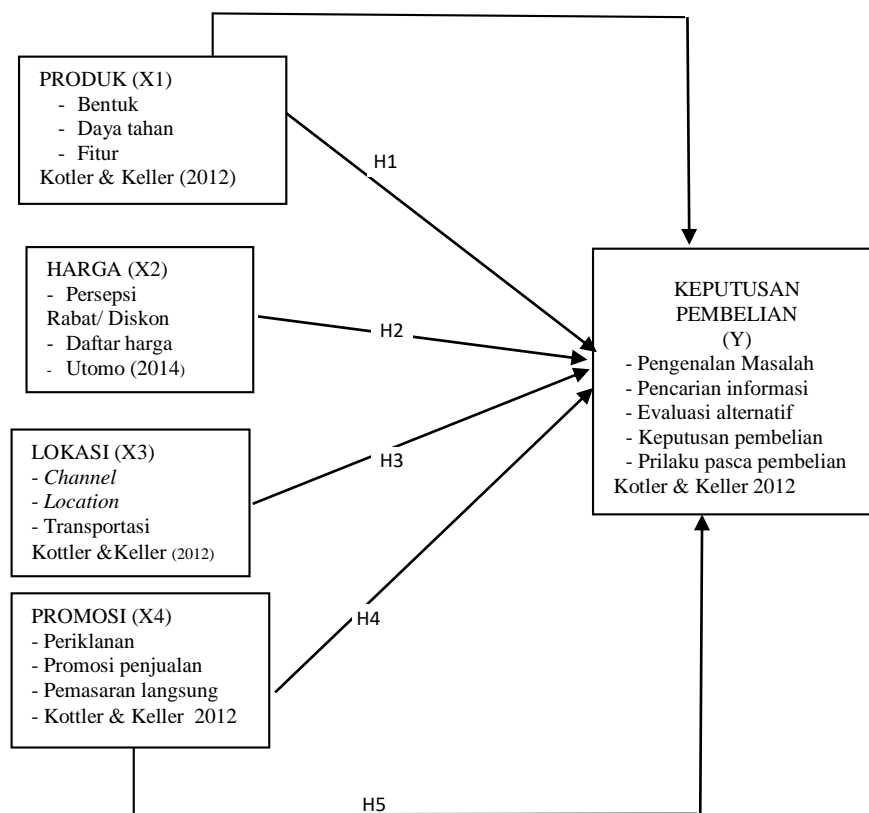 PRODUK (X1)
- Bentuk
- Daya tahan
- Fitur
Kotler & Keller (2012)
H1
HARGA (X2)
- Persepsi
Rabat/ Diskon
- Daftar harga
- Utomo (2014)
H2
LOKASI (X3)
- Channel
- Location
- Transportasi
Kottler &Keller (2012)
H3
PROMOSI (X4)
- Periklanan
- Promosi penjualan
- Pemasaran langsung
- Kottler & Keller 2012
H4
H5
KEPUTUSAN
PEMBELIAN
(Y)
- Pengenalan Masalah
- Pencarian informasi
- Evaluasi alternatif
- Keputusan pembelian
- Prilaku pasca pembelian
Kotler & Keller 2012